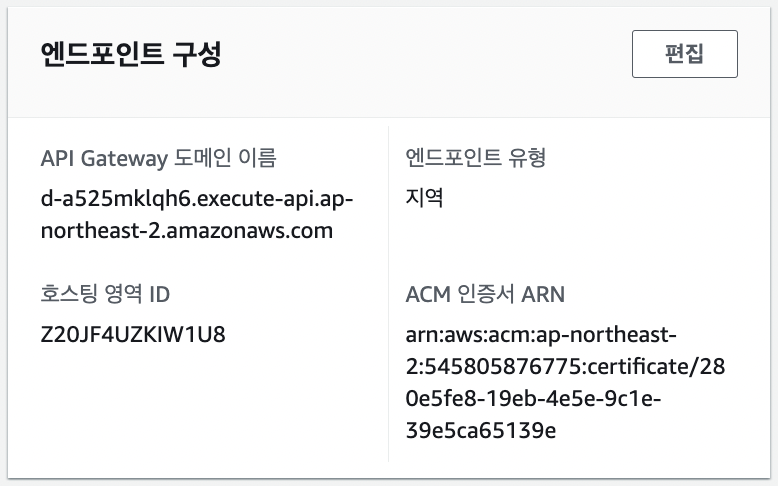 엔드포인트 구성
편집
API Gateway 도메인 이름
d-a525mklqh6.execute-api.ap-
northeast-2.amazonaws.com
엔드포인트 유형
지역
호스팅 영역 ID
Z20JF4UZKIW1U8
ACM 인증서 ARN
arn:aws:acm:ap-northeast-
2:545805876775:certificate/28
0e5fe8-19eb-4e5e-9c1e-
39e5ca65139e